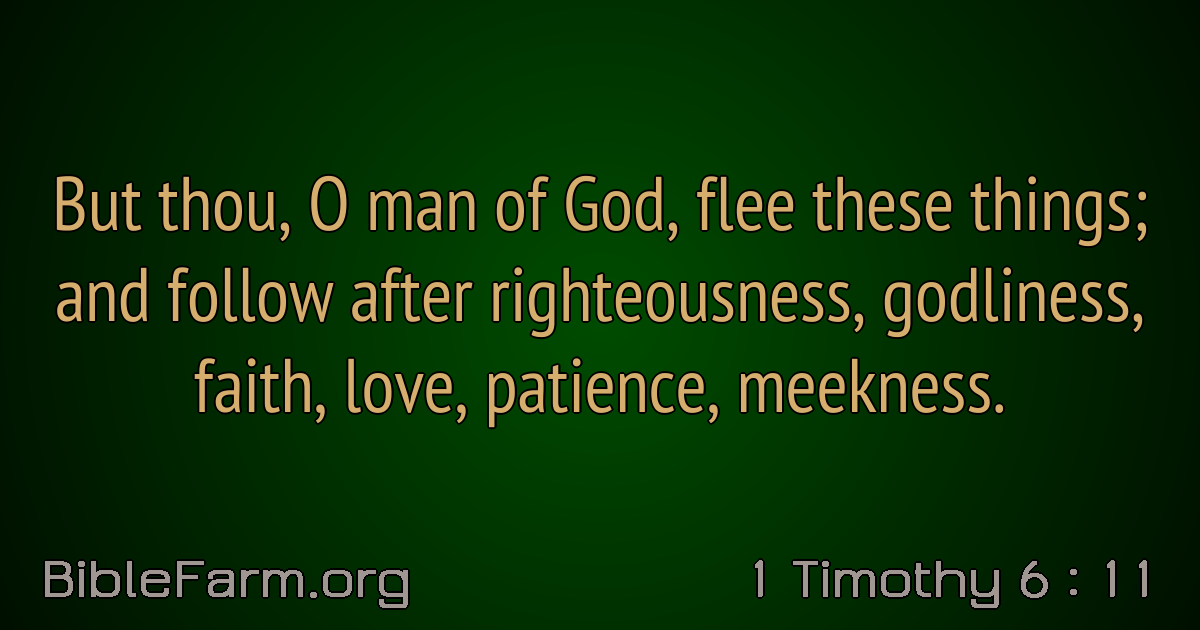 But thou, O man of God, flee these things;
and follow after righteousness, godliness,
faith, love, patience, meekness.
BibleFarm.org
1 Timothy 6 : 11